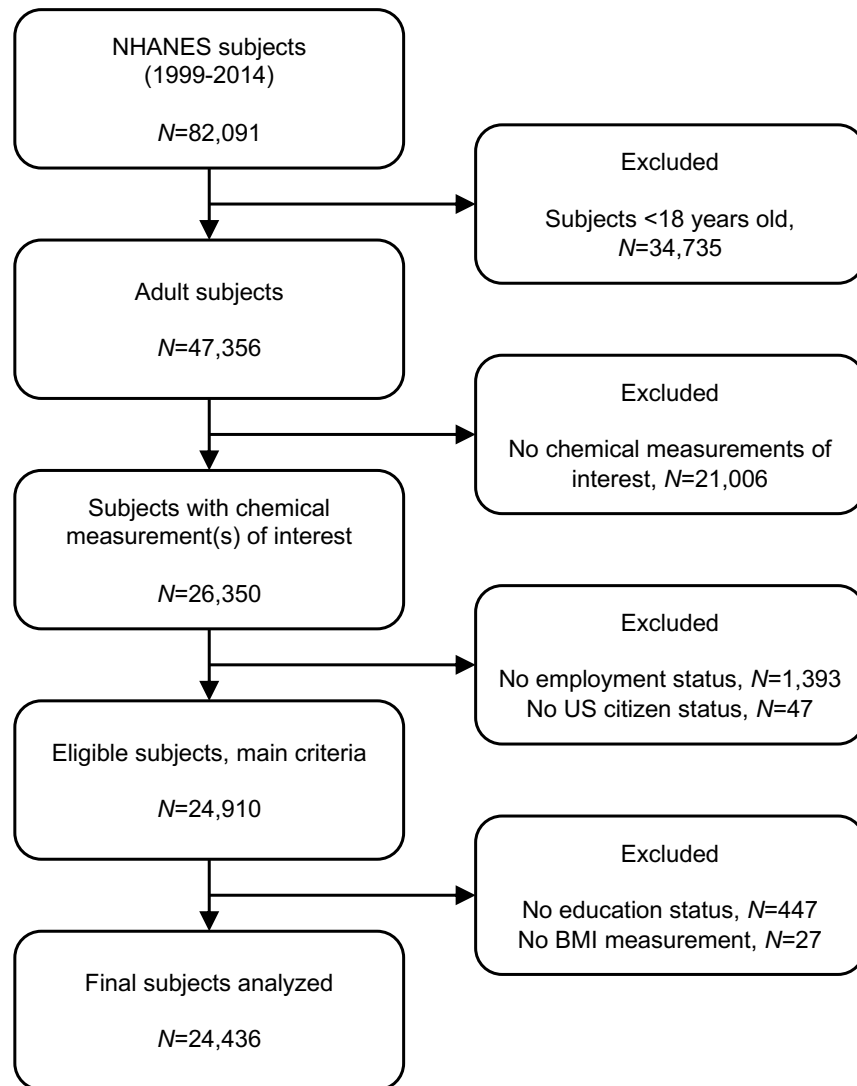 NHANES subjects
(1999-2014)
N=82,091
Excluded
Subjects <18 years old,
N=34,735
Adult subjects
N=47,356
Excluded
No chemical measurements of
interest, N=21,006
Subjects with chemical
measurement(s) of interest
N=26,350
Excluded
No employment status, N=1,393
No US citizen status, N=47
Eligible subjects, main criteria
N=24,910
Excluded
No education status, N=447
No BMI measurement, N=27
Final subjects analyzed
N=24,436